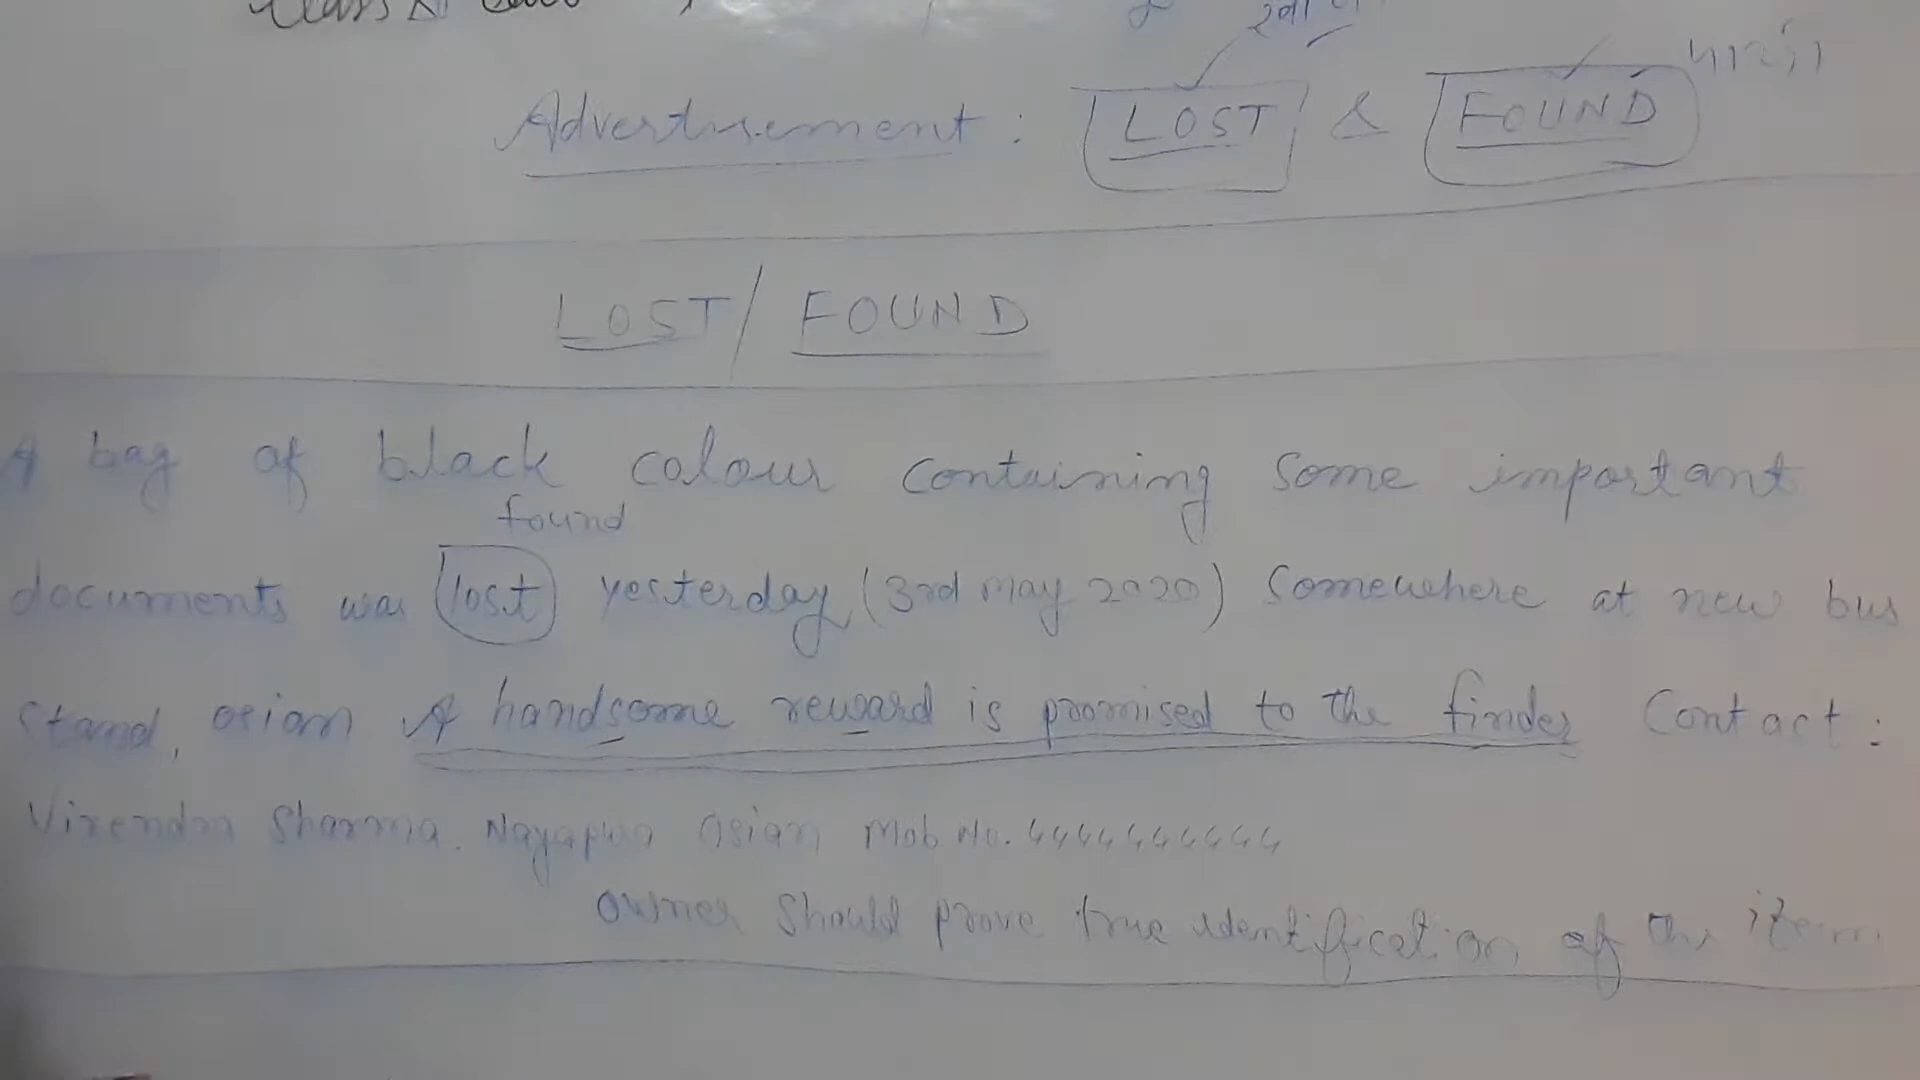 Class XII
Advertisement: LOST & FOUND
LOST/ FOUND
A bag of black colour containing some important
found
documents was lost yesterday (3rd may 2020) Somewhere at new bus
stand, osian A handsome reward is promised to the finder Contact:
Virendra Sharma. Nayapura Osian Mob No. 4444444444
owner should prove true identification of the item